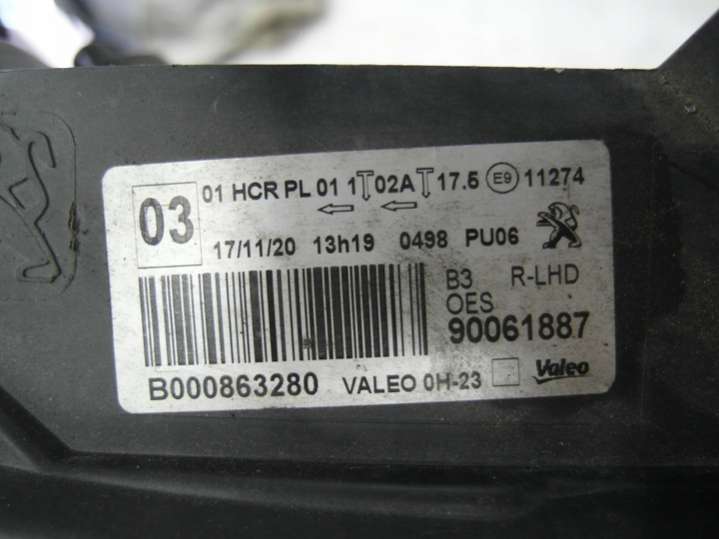 03
01 HCR PL 01 1 02A 17.5 E9 11274
17/11/20 13h19 0498 PU06
B3 R-LHD
OES
90061887
B000863280 VALEO 0H-23 Valeo